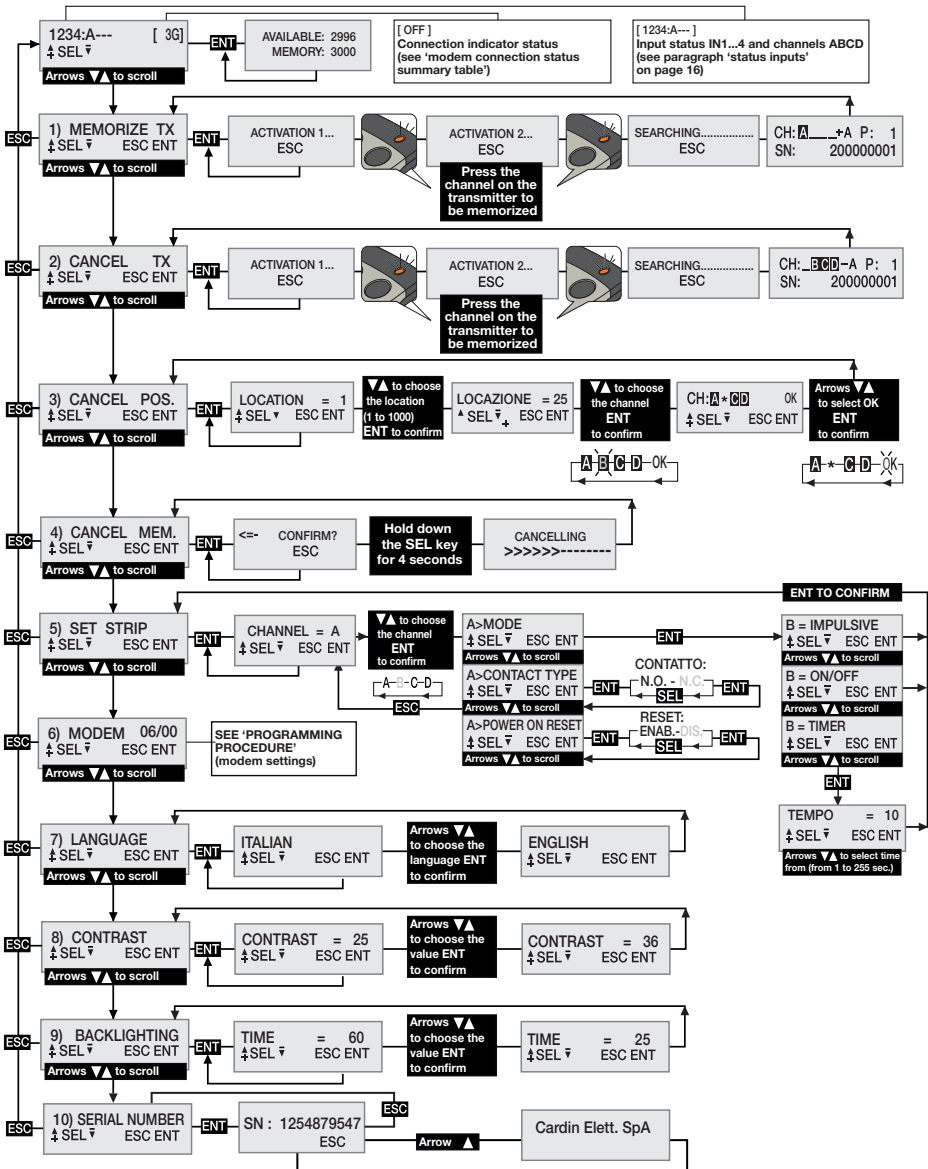 1234:A--- [ 3G]
SEL
Arrows ▼▲ to scroll
ENT
AVAILABLE: 2996
MEMORY: 3000
[ OFF ]
Connection indicator status
(see 'modem connection status
summary table')
[ 1234:A--- ]
Input status IN1...4 and channels ABCD
(see paragraph 'status inputs'
on page 16)
ESC
1) MEMORIZE TX
SEL ESC ENT
Arrows ▼▲ to scroll
ENT
ACTIVATION 1...
ESC
ACTIVATION 2...
ESC
Press the
channel on the
transmitter to
be memorized
SEARCHING................
ESC
CH:A___+A P: 1
SN: 200000001
ESC
2) CANCEL TX
SEL ESC ENT
Arrows ▼▲ to scroll
ENT
ACTIVATION 1...
ESC
ACTIVATION 2...
ESC
Press the
channel on the
transmitter to
be memorized
SEARCHING................
ESC
CH:_BCD-A P: 1
SN: 200000001
ESC
3) CANCEL POS.
SEL ESC ENT
Arrows ▼▲ to scroll
ENT
LOCATION = 1
SEL ESC ENT
▼▲ to choose
the location
(1 to 1000)
ENT to confirm
LOCAZIONE = 25
SEL + ESC ENT
▼▲ to choose
the channel
ENT
to confirm
A-B-C-D-OK
CH:A*CD OK
SEL ESC ENT
Arrows ▼▲
to select OK
ENT
to confirm
A-*-C-D-OK
ESC
4) CANCEL MEM.
SEL ESC ENT
Arrows ▼▲ to scroll
ENT
<=- CONFIRM?
ESC
Hold down
the SEL key
for 4 seconds
CANCELLING
>>>>>>---------
ESC
5) SET STRIP
SEL ESC ENT
Arrows ▼▲ to scroll
ENT
CHANNEL = A
SEL ESC ENT
▼▲ to choose
the channel
ENT
to confirm
A-B-C-D
ESC
A>MODE
SEL ESC ENT
Arrows ▼▲ to scroll
ENT
A>CONTACT TYPE
SEL ESC ENT
Arrows ▼▲ to scroll
ENT
CONTATTO:
N.O. - N.C.
SEL
ENT
A>POWER ON RESET
SEL ESC ENT
Arrows ▼▲ to scroll
ENT
RESET:
ENAB.-DIS.
SEL
ENT
ENT TO CONFIRM
B = IMPULSIVE
SEL ESC ENT
Arrows ▼▲ to scroll
B = ON/OFF
SEL ESC ENT
Arrows ▼▲ to scroll
B = TIMER
SEL ESC ENT
Arrows ▼▲ to scroll
ENT
TEMPO = 10
SEL ESC ENT
Arrows ▼▲ to select time
from (from 1 to 255 sec.)
ESC
6) MODEM 06/00
SEL ESC ENT
Arrows ▼▲ to scroll
SEE 'PROGRAMMING
PROCEDURE'
(modem settings)
ESC
7) LANGUAGE
SEL ESC ENT
Arrows ▼▲ to scroll
ENT
ITALIAN
SEL ESC ENT
Arrows ▼▲
to choose the
language ENT
to confirm
ENGLISH
SEL ESC ENT
ESC
8) CONTRAST
SEL ESC ENT
Arrows ▼▲ to scroll
ENT
CONTRAST = 25
SEL ESC ENT
Arrows ▼▲
to choose the
value ENT
to confirm
CONTRAST = 36
SEL ESC ENT
ESC
9) BACKLIGHTING
SEL ESC ENT
Arrows ▼▲ to scroll
ENT
TIME = 60
SEL ESC ENT
Arrows ▼▲
to choose the
value ENT
to confirm
TIME = 25
SEL ESC ENT
ESC
10) SERIAL NUMBER
SEL ESC ENT
ENT
ESC
SN : 1254879547
ESC
Arrow ▲
Cardin Elett. SpA